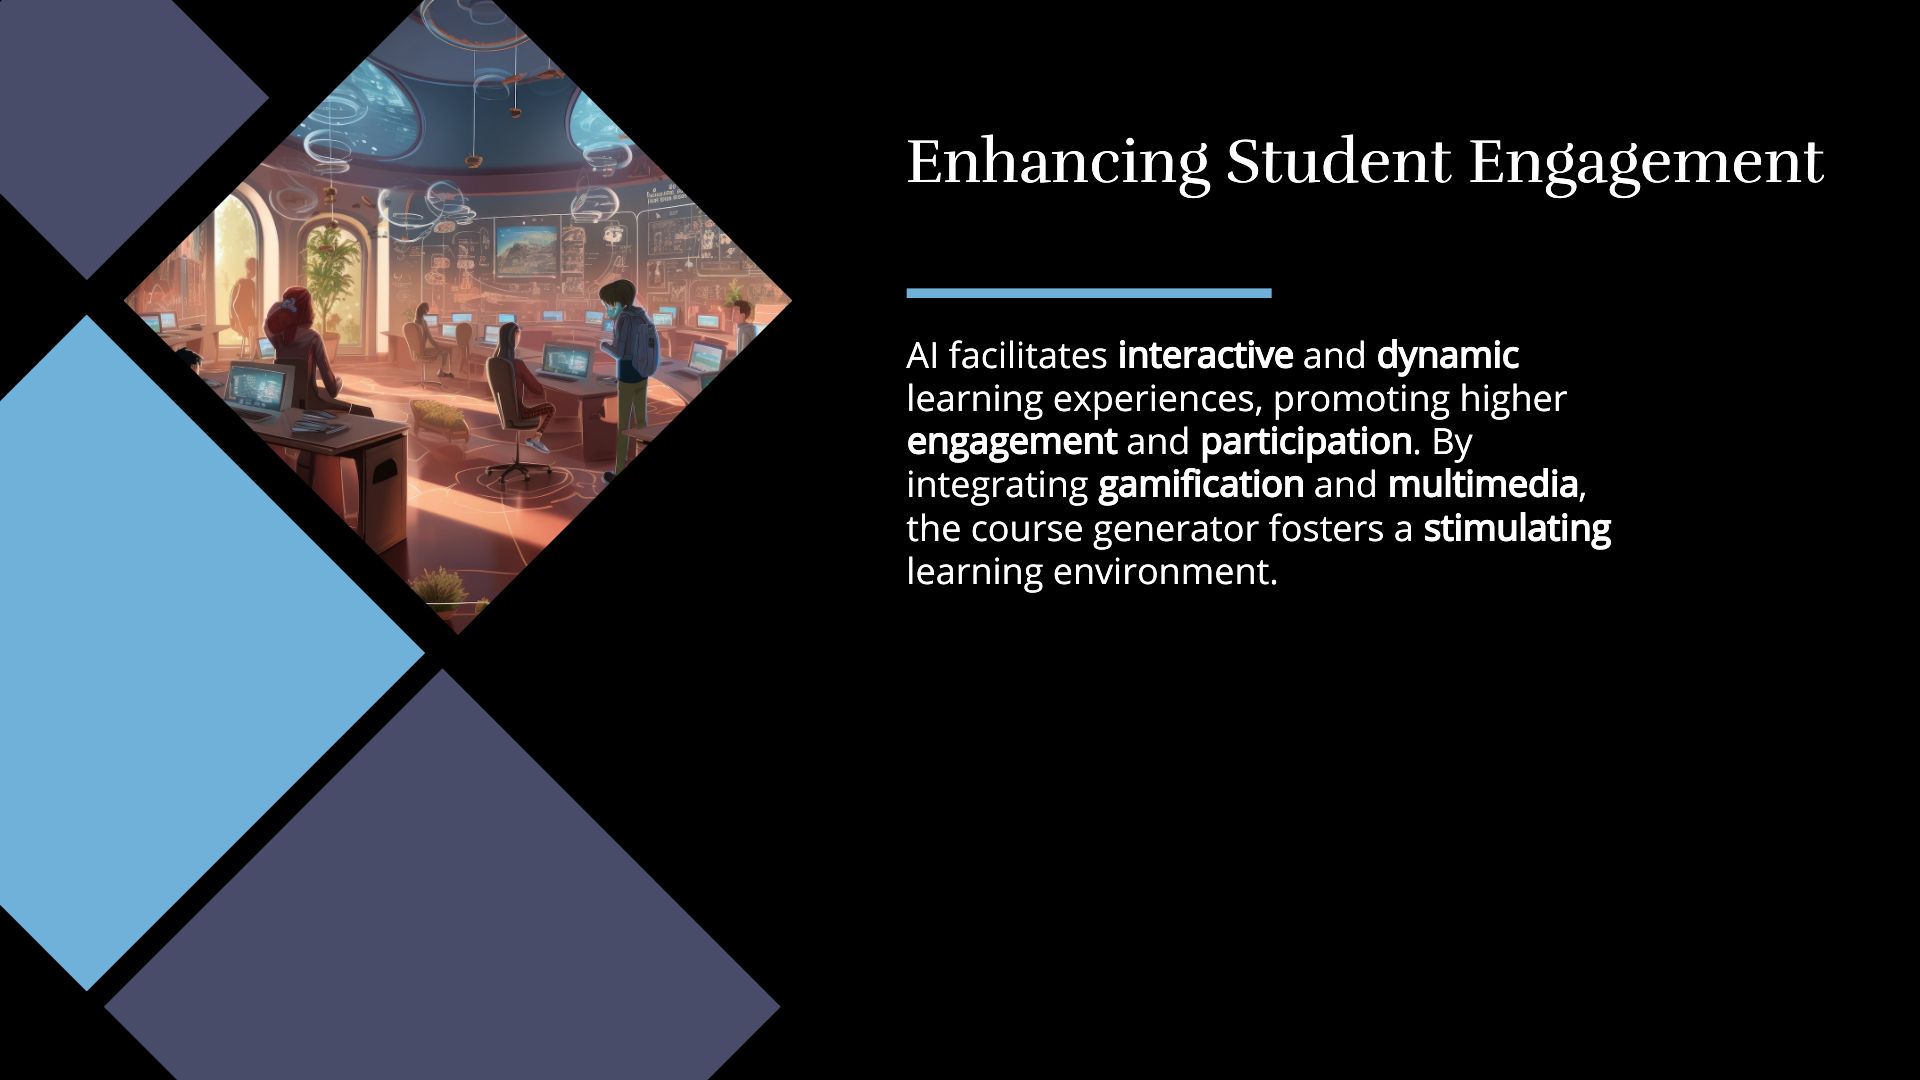 Enhancing Student Engagement
AI facilitates interactive and dynamic
learning experiences, promoting higher
engagement and participation. By
integrating gamification and multimedia,
the course generator fosters a stimulating
learning environment.